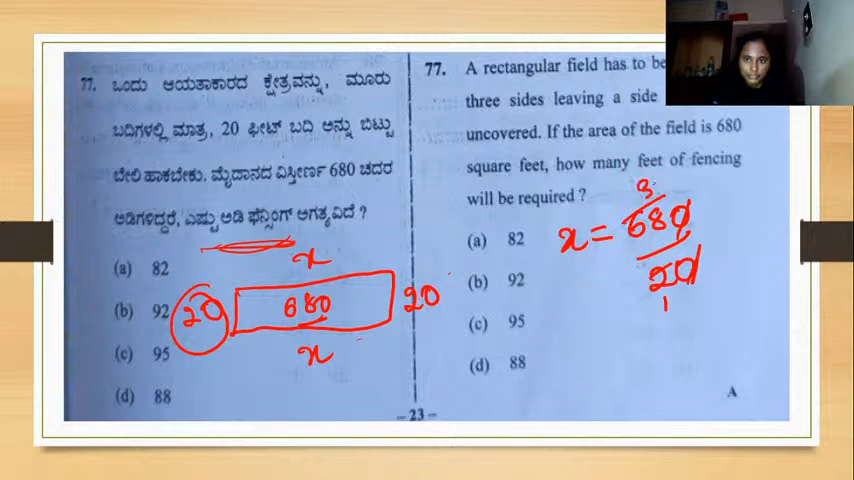 77. ಒಂದು ಆಯತಾಕಾರದ ಕ್ಷೇತ್ರವನ್ನು, ಮೂರು
ಬದಿಗಳಲ್ಲಿ ಮಾತ್ರ, 20 ಫೀಟ್ ಬದಿ ಅನ್ನು ಬಿಟ್ಟು
ಬೇಲಿ ಹಾಕಬೇಕು. ಮೈದಾನದ ವಿಸ್ತೀರ್ಣ 680 ಚದರ
ಅಡಿಗಳಿದ್ದರೆ, ಎಷ್ಟು ಅಡಿ ಫೆನ್ಸಿಂಗ್ ಅಗತ್ಯವಿದೆ ?
(a) 82
(b) 92
(c) 95
(d) 88
x
20 680 20
x
77. A rectangular field has to be
three sides leaving a side
uncovered. If the area of the field is 680
square feet, how many feet of fencing
will be required ?
(a) 82
(b) 92
(c) 95
(d) 88
3
x = 680
20
1
A
– 23 –